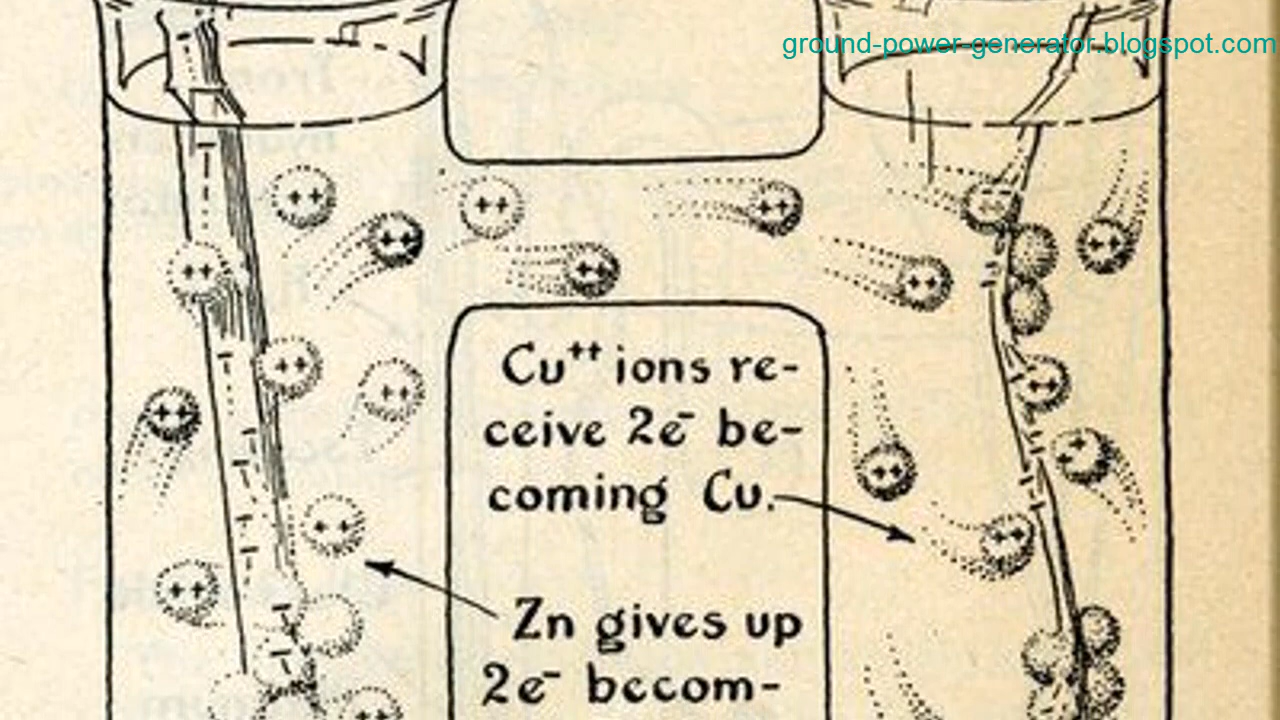 ground-power-generator.blogspot.com
Cu++ ions re-
ceive 2e- be-
coming Cu.
Zn gives up
2e- becom-